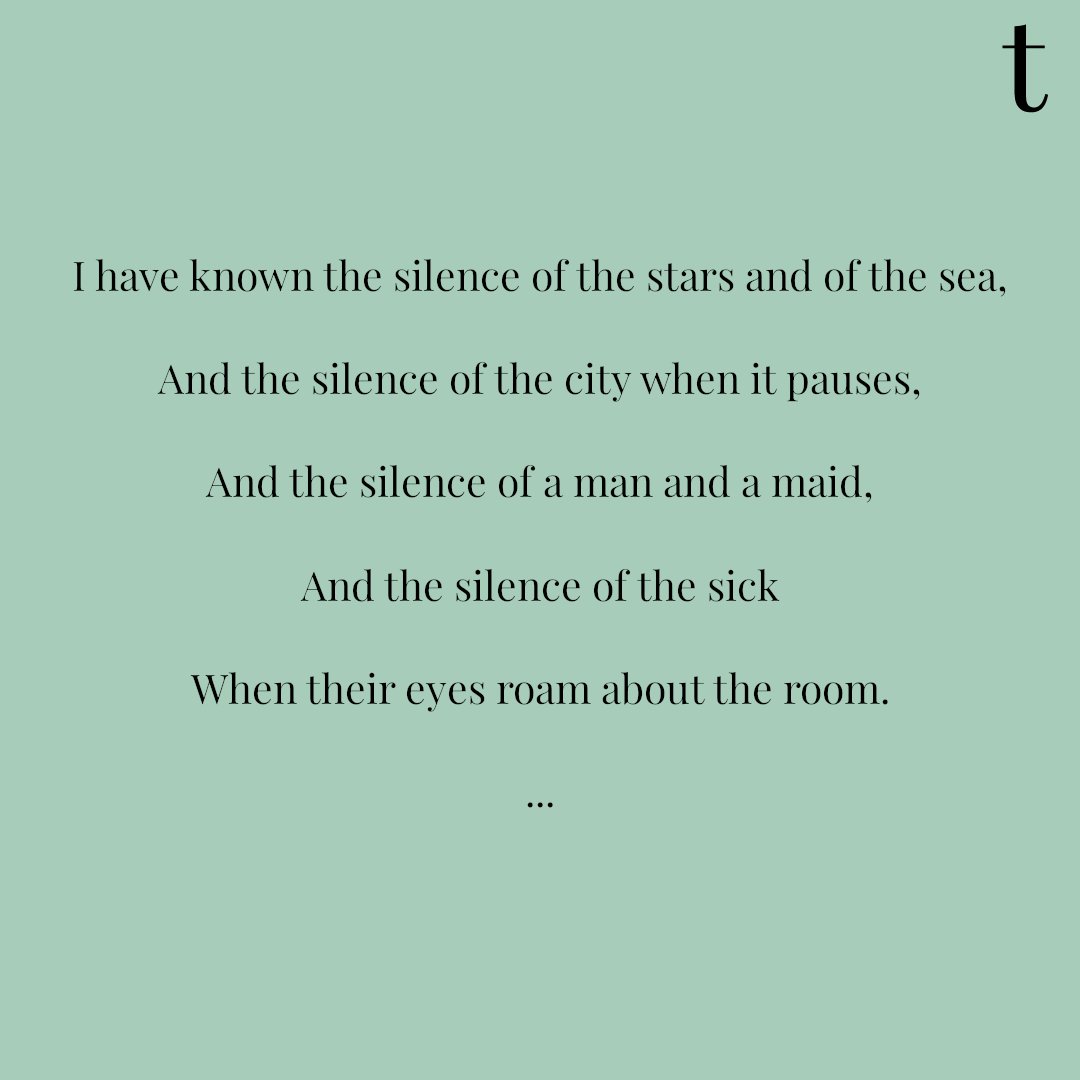 t
I have known the silence of the stars and of the sea,
And the silence of the city when it pauses,
And the silence of a man and a maid,
And the silence of the sick
When their eyes roam about the room.
...